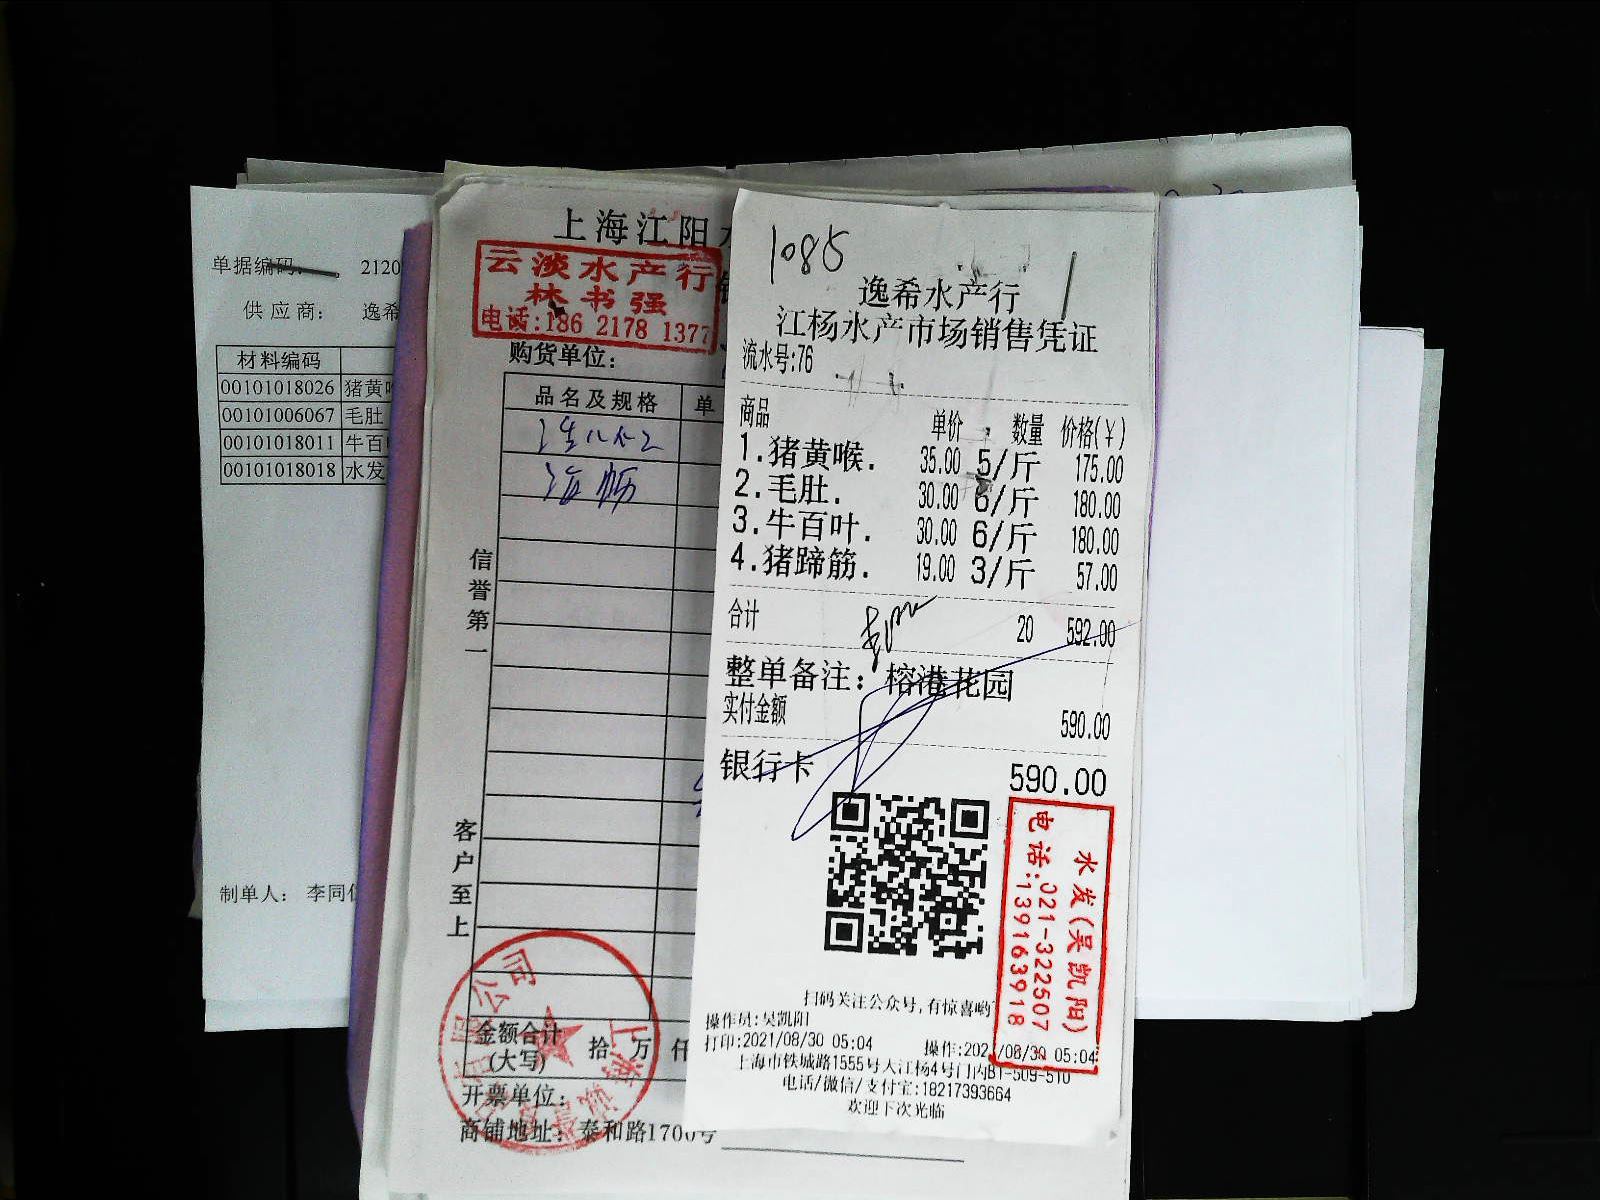 单据编码: 2120
供应商: 逸希
材料编码
00101018026 猪黄
00101006067 毛肚
00101018011 牛百
00101018018 水发
制单人: 李同
上海江阳
云淡水产行
林书强
电话:186 2178 1377
购货单位:
品名及规格 单
信誉第一
客户至上
金额合计
(大写) 拾 万 仟
开票单位:
商铺地址: 泰和路1700号
1085
逸希水产行
江杨水产市场销售凭证
流水号:76
商品 单价 数量 价格(¥)
1.猪黄喉. 35.00 5/斤 175.00
2.毛肚. 30.00 6/斤 180.00
3.牛百叶. 30.00 6/斤 180.00
4.猪蹄筋. 19.00 3/斤 57.00
合计 20 592.00
整单备注: 榕港花园
实付金额 590.00
银行卡 590.00
水发(吴凯阳)
电话:021-322507
139163918
扫码关注公众号,有惊喜哟
操作员:吴凯阳
打印:2021/08/30 05:04 操作:2021/08/30 05:04
上海市铁城路1555号大江杨4号门内B1-509-510
电话/微信/支付宝:18217393664
欢迎下次光临